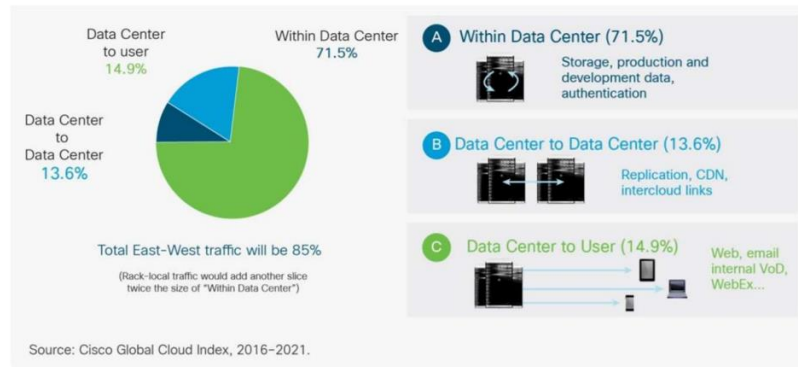 Data Center
to user
14.9%
Within Data Center
71.5%
Data Center
to
Data Center
13.6%
Total East-West traffic will be 85%
(Rack-local traffic would add another slice
twice the size of "Within Data Center")
A Within Data Center (71.5%)
Storage, production and
development data,
authentication
B Data Center to Data Center (13.6%)
Replication, CDN,
intercloud links
C Data Center to User (14.9%)
Web, email
internal VoD,
WebEx...
Source: Cisco Global Cloud Index, 2016–2021.